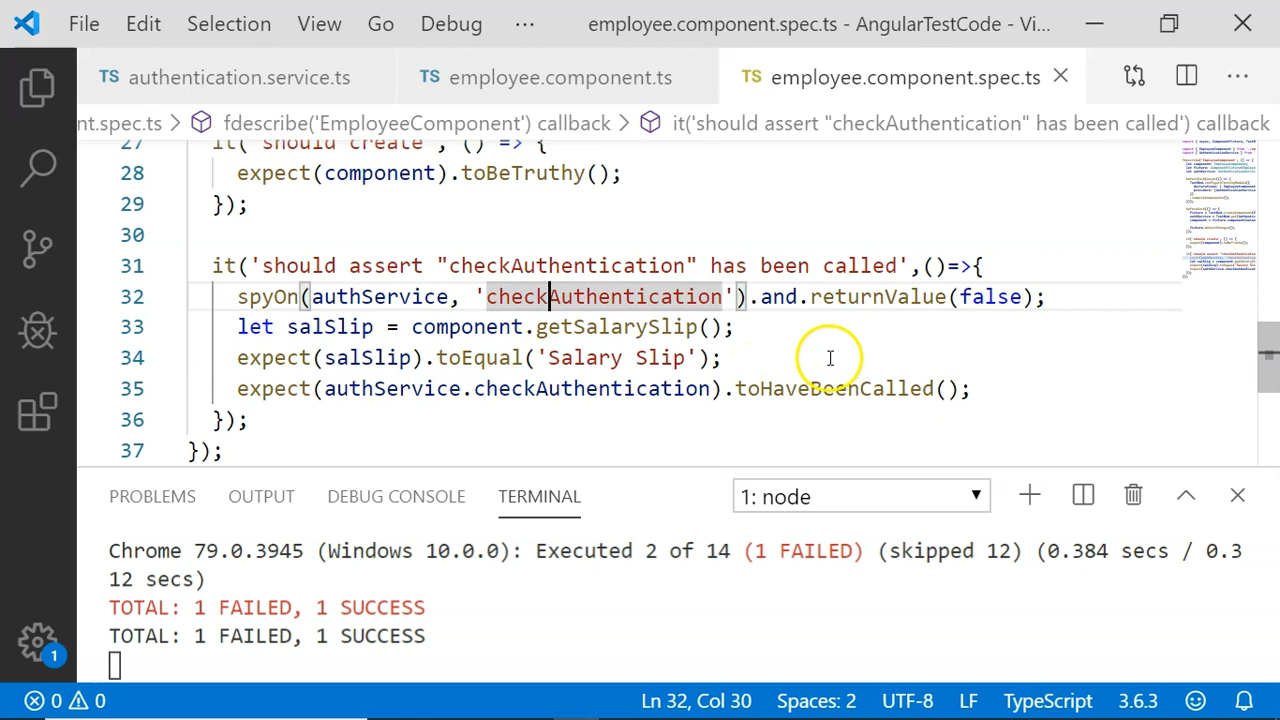 File Edit Selection View Go Debug ··· employee.component.spec.ts - AngularTestCode - Vi...
TS authentication.service.ts TS employee.component.ts TS employee.component.spec.ts
nt.spec.ts > fdescribe('EmployeeComponent') callback > it('should assert "checkAuthentication" has been called') callback
27 it('should create', () => {
28 expect(component).toBeTruthy();
29 });
30
31 it('should assert "checkAuthentication" has been called',()=>{
32 spyOn(authService, 'checkAuthentication').and.returnValue(false);
33 let salSlip = component.getSalarySlip();
34 expect(salSlip).toEqual('Salary Slip');
35 expect(authService.checkAuthentication).toHaveBeenCalled();
36 });
37 });
PROBLEMS OUTPUT DEBUG CONSOLE TERMINAL 1: node
Chrome 79.0.3945 (Windows 10.0.0): Executed 2 of 14 (1 FAILED) (skipped 12) (0.384 secs / 0.3
12 secs)
TOTAL: 1 FAILED, 1 SUCCESS
TOTAL: 1 FAILED, 1 SUCCESS
1
0 0 Ln 32, Col 30 Spaces: 2 UTF-8 LF TypeScript 3.6.3